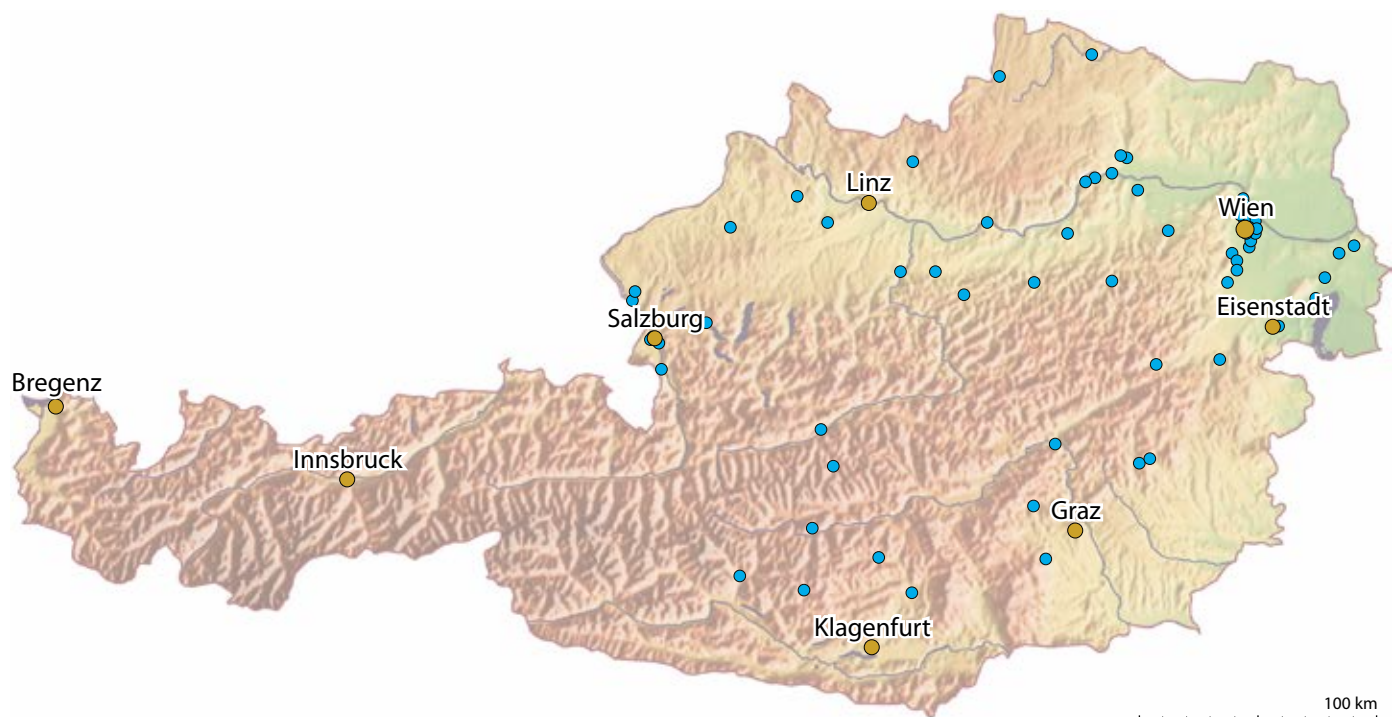 Linz
Wien
Eisenstadt
Salzburg
Bregenz
Innsbruck
Graz
Klagenfurt
100 km